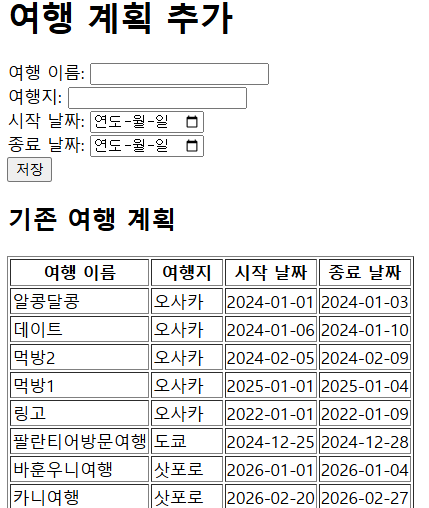 여행 계획 추가
여행 이름:
여행지:
시작 날짜: 연도-월-일
종료 날짜: 연도-월-일
저장
기존 여행 계획
여행 이름 여행지 시작 날짜 종료 날짜
알콩달콩 오사카 2024-01-01 2024-01-03
데이트 오사카 2024-01-06 2024-01-10
먹방2 오사카 2024-02-05 2024-02-09
먹방1 오사카 2025-01-01 2025-01-04
링고 오사카 2022-01-01 2022-01-09
팔란티어방문여행 도쿄 2024-12-25 2024-12-28
바훈우니여행 삿포로 2026-01-01 2026-01-04
카니여행 삿포로 2026-02-20 2026-02-27